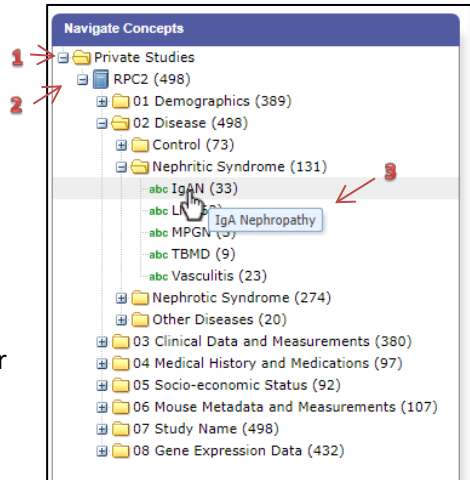 Navigate Concepts
1
Private Studies
2
RPC2 (498)
01 Demographics (389)
02 Disease (498)
Control (73)
Nephritic Syndrome (131)
3
abc IgAN (33)
abc
IgA Nephropathy
abc MPGN
abc TBMD (9)
abc Vasculitis (23)
Nephrotic Syndrome (274)
Other Diseases (20)
r
03 Clinical Data and Measurements (380)
04 Medical History and Medications (97)
05 Socio-economic Status (92)
06 Mouse Metadata and Measurements (107)
07 Study Name (498)
08 Gene Expression Data (432)